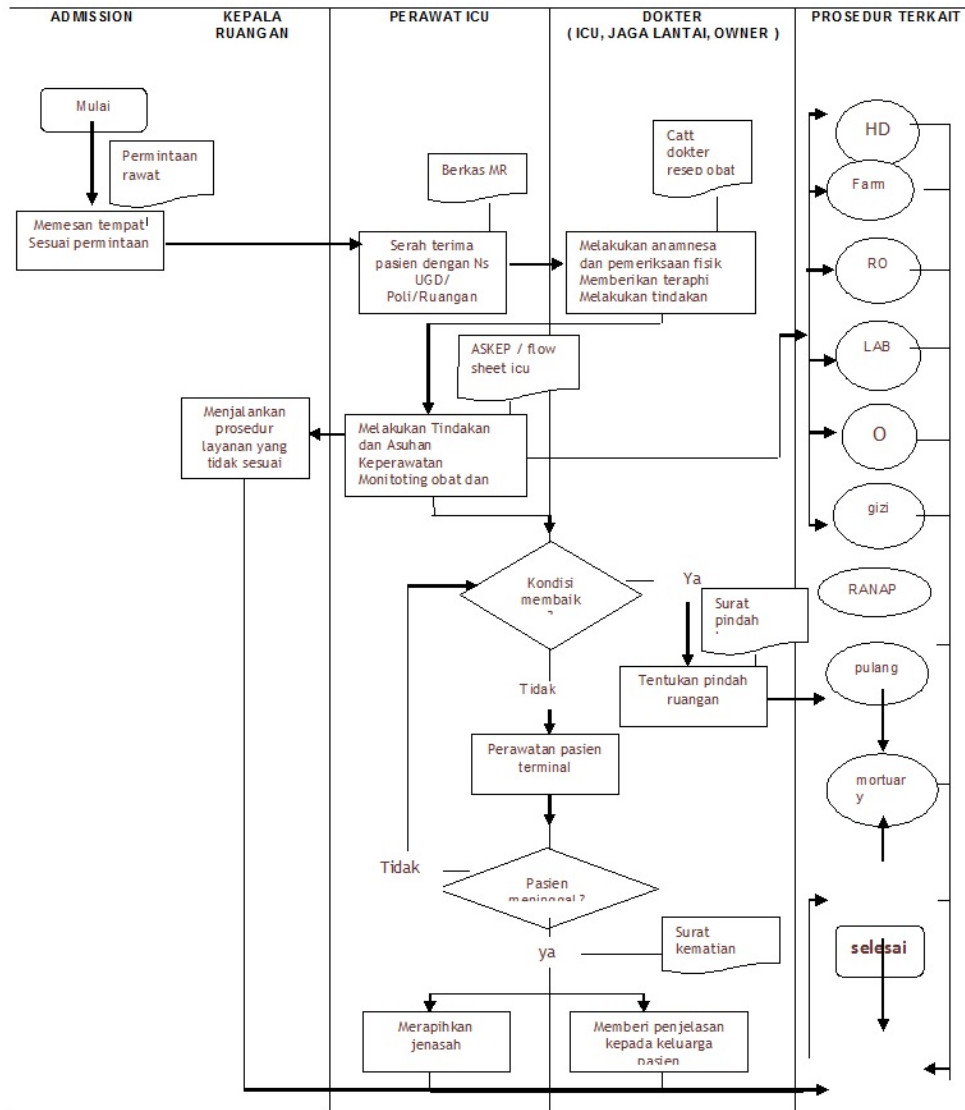 ADMISSION
KEPALA
RUANGAN
PERAWAT ICU
DOKTER
( ICU, JAGA LANTAI, OWNER )
PROSEDUR TERKAIT
Mulai
Permintaan
rawat
Memesan tempat
Sesuai permintaan
Berkas MR
Serah terima
pasien dengan Ns
UGD/
Poli/Ruangan
Catt
dokter
resep obat
Melakukan anamnesa
dan pemeriksaan fisik
Memberikan teraphi
Melakukan tindakan
HD
Farm
RO
LAB
O
gizi
RANAP
pulang
mortuar
y
ASKEP / flow
sheet icu
Menjalankan
prosedur
layanan yang
tidak sesuai
Melakukan Tindakan
dan Asuhan
Keperawatan
Monitoting obat dan
Kondisi
membaik
?
Ya
Surat
pindah
Tentukan pindah
ruangan
Tidak
Perawatan pasien
terminal
Tidak
Pasien
meninggal?
ya
Surat
kematian
selesai
Merapihkan
jenasah
Memberi penjelasan
kepada keluarga
pasien